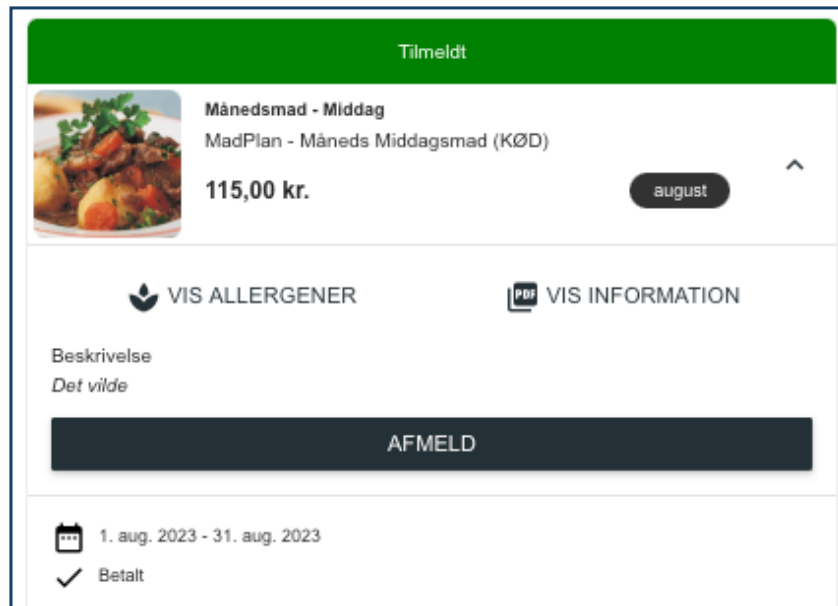 Tilmeldt
Månedsmad - Middag
MadPlan - Måneds Middagsmad (KØD)
115,00 kr.
august
VIS ALLERGENER
PDF VIS INFORMATION
Beskrivelse
Det vilde
AFMELD
1. aug. 2023 - 31. aug. 2023
Betalt